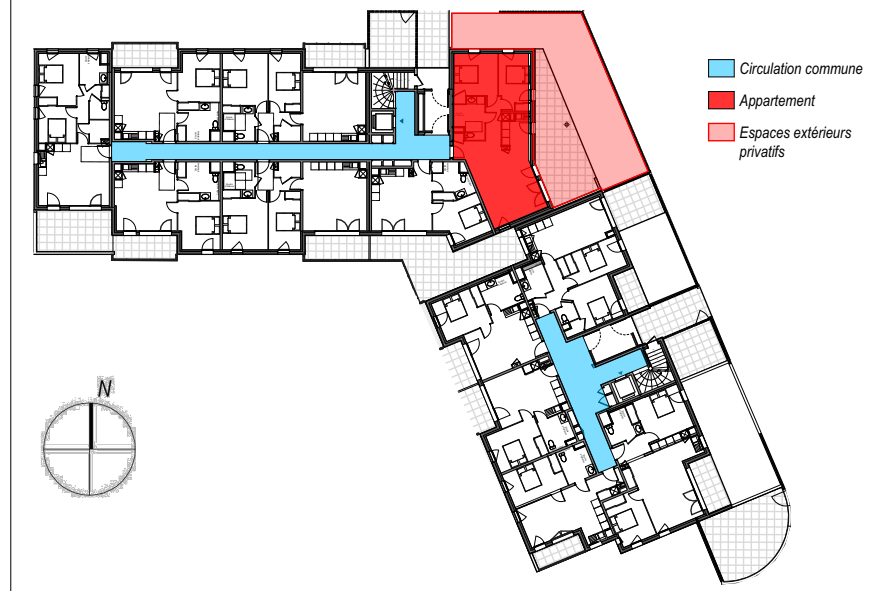 Circulation commune
Appartement
Espaces extérieurs
privatifs
N